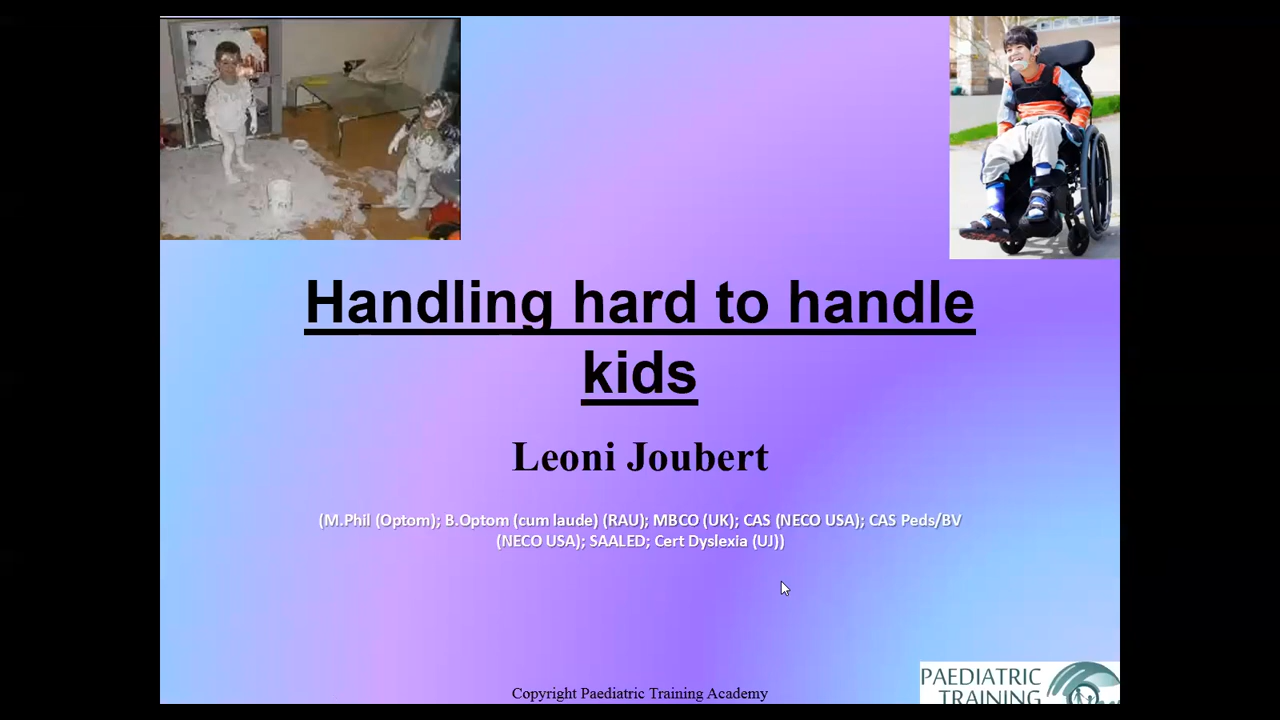 Handling hard to handle
kids
Leoni Joubert
(M.Phil (Optom); B.Optom (cum laude) (RAU); MBCO (UK); CAS (NECO USA); CAS Peds/BV
(NECO USA); SAALED; Cert Dyslexia (UJ))
Copyright Paediatric Training Academy
PAEDIATRIC
TRAINING